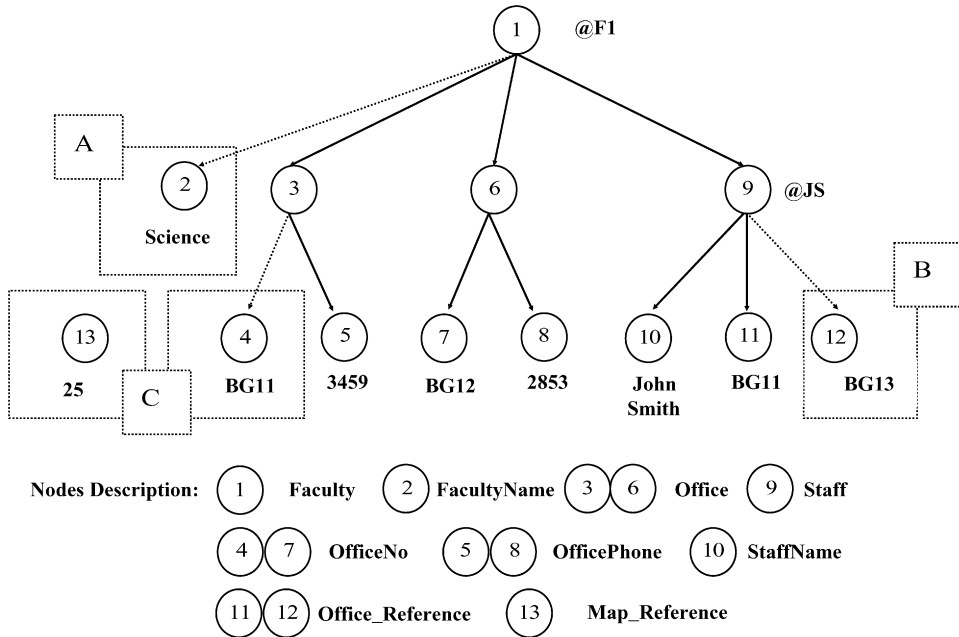 1 @F1
A
2 3 6 9 @JS
Science
B
13 4 5 7 8 10 11 12
25 C BG11 3459 BG12 2853 John Smith BG11 BG13
Nodes Description: 1 Faculty 2 FacultyName 3 6 Office 9 Staff
4 7 OfficeNo 5 8 OfficePhone 10 StaffName
11 12 Office_Reference 13 Map_Reference